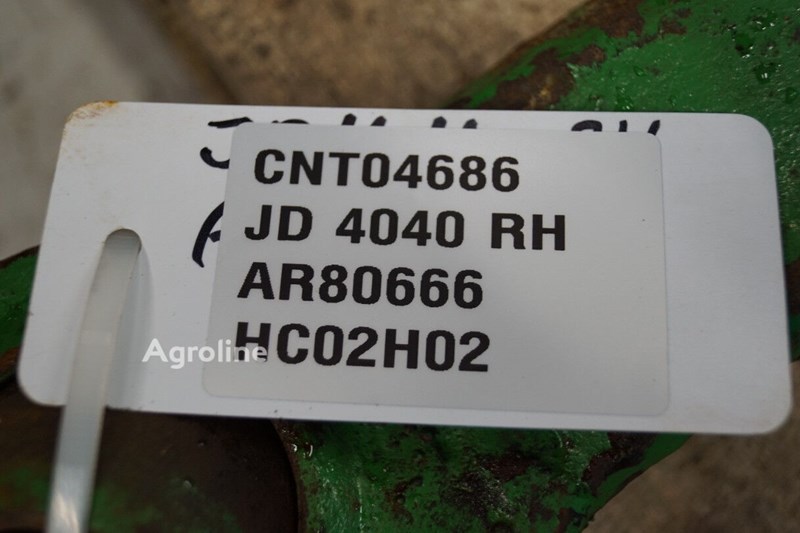 CNT04686
JD 4040 RH
AR80666
HC02H02
Agroline